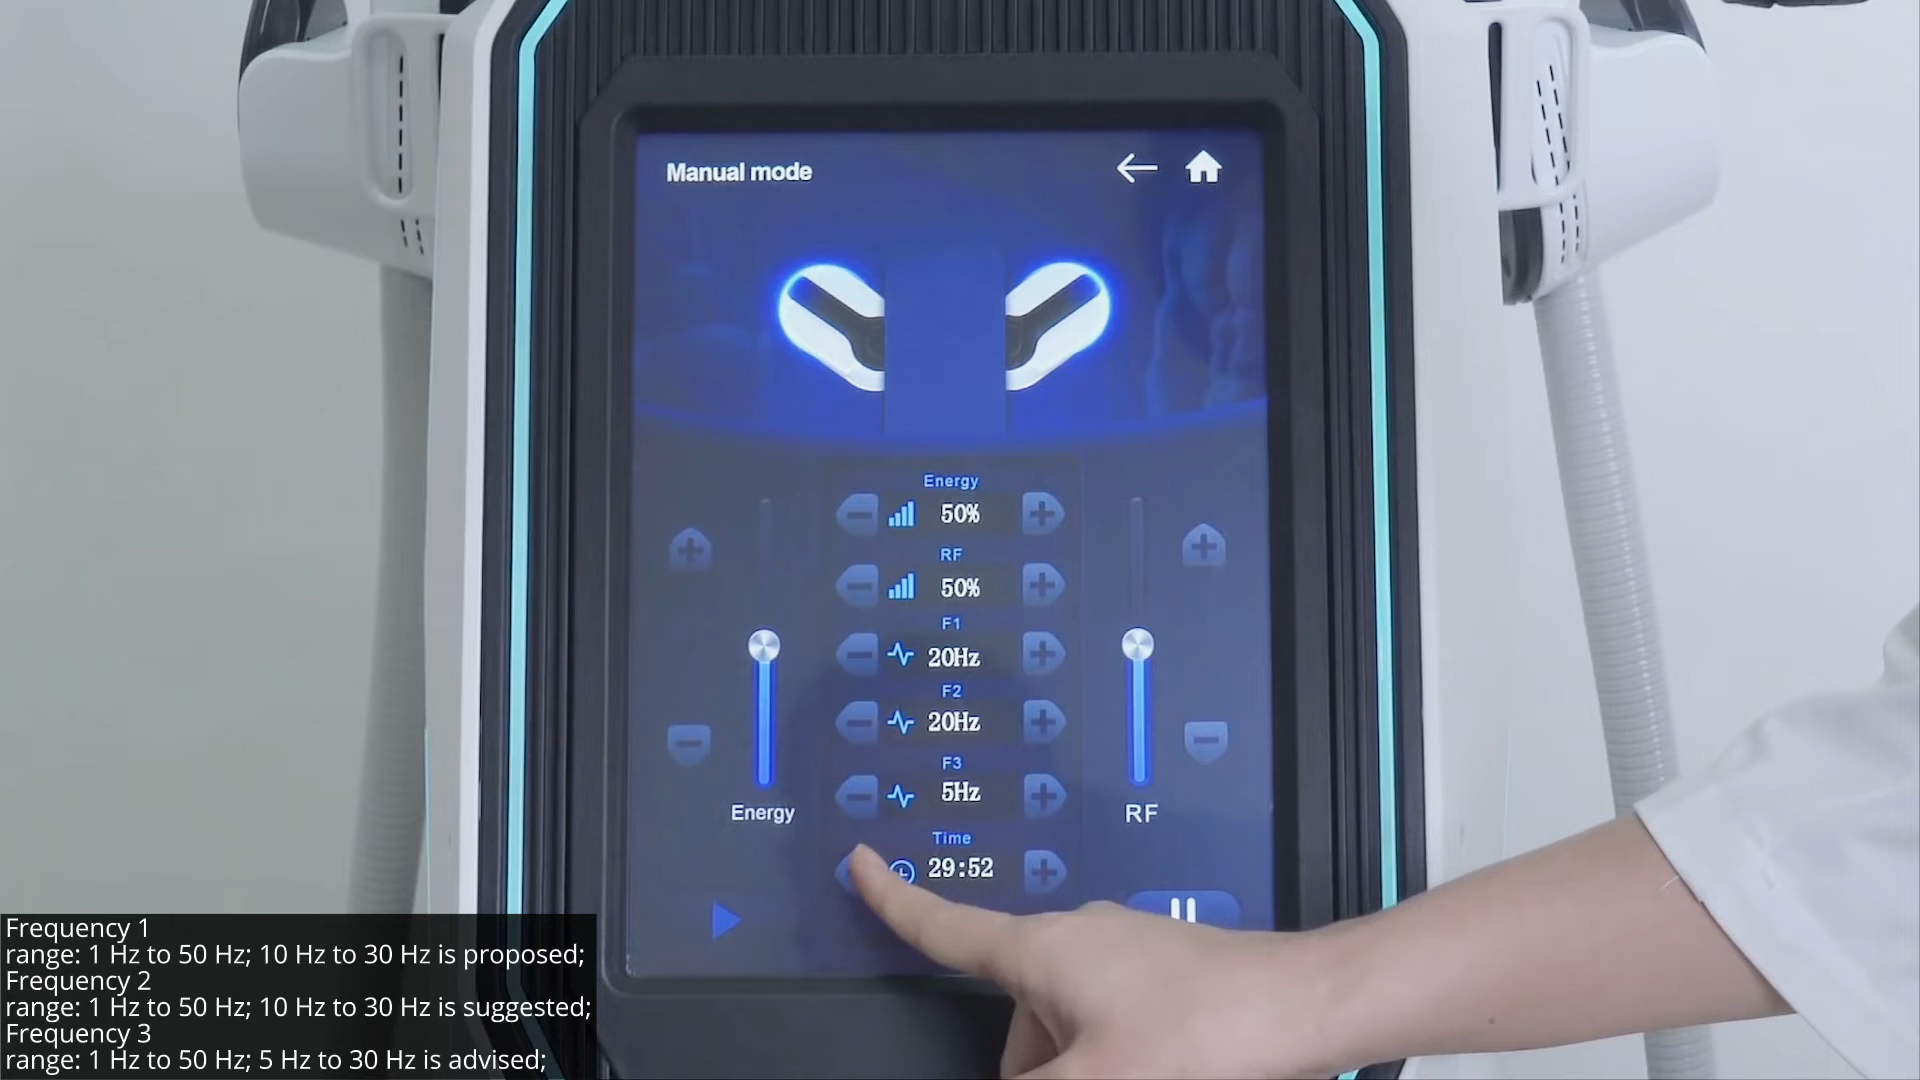 Manual mode
Energy
50%
RF
50%
F1
20Hz
F2
20Hz
F3
5Hz
Energy
RF
Time
29:52
Frequency 1
range: 1 Hz to 50 Hz; 10 Hz to 30 Hz is proposed;
Frequency 2
range: 1 Hz to 50 Hz; 10 Hz to 30 Hz is suggested;
Frequency 3
range: 1 Hz to 50 Hz; 5 Hz to 30 Hz is advised;